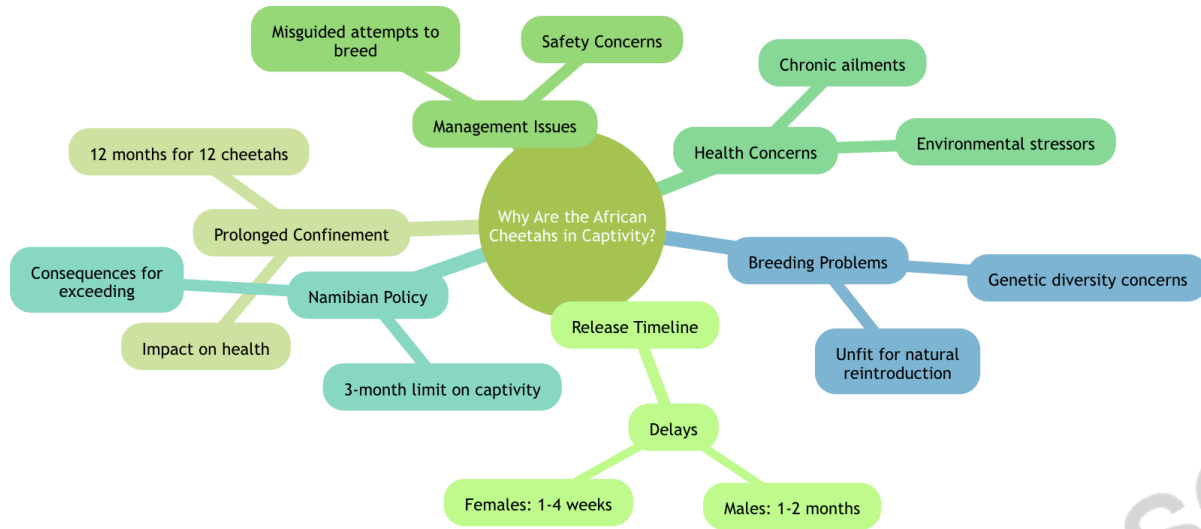 Misguided attempts to
breed
Safety Concerns
Management Issues
Chronic ailments
Health Concerns
Environmental stressors
12 months for 12 cheetahs
Prolonged Confinement
Impact on health
Why Are the African
Cheetahs in Captivity?
Breeding Problems
Genetic diversity concerns
Unfit for natural
reintroduction
Consequences for
exceeding
Namibian Policy
3-month limit on captivity
Release Timeline
Delays
Females: 1-4 weeks
Males: 1-2 months